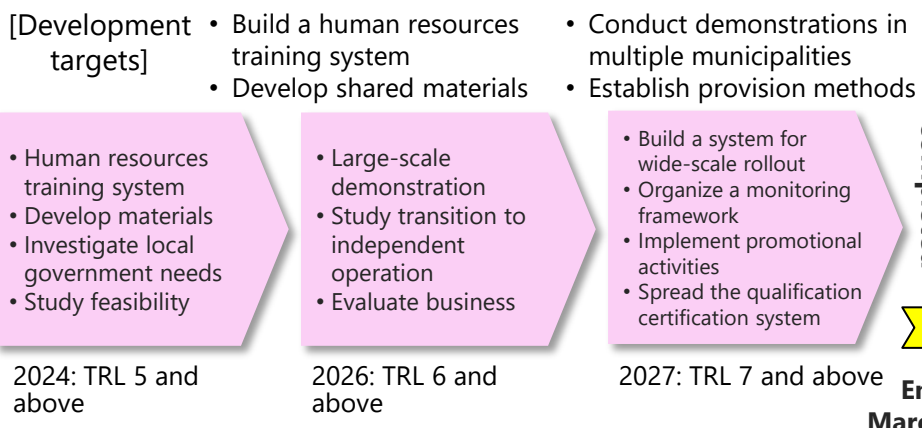 [Development
targets]
• Build a human resources
training system
• Develop shared materials
• Conduct demonstrations in
multiple municipalities
• Establish provision methods
• Human resources
training system
• Develop materials
• Investigate local
government needs
• Study feasibility
• Large-scale
demonstration
• Study transition to
independent
operation
• Evaluate business
• Build a system for
wide-scale rollout
• Organize a monitoring
framework
• Implement promotional
activities
• Spread the qualification
certification system
2024: TRL 5 and
above
2026: TRL 6 and
above
2027: TRL 7 and above